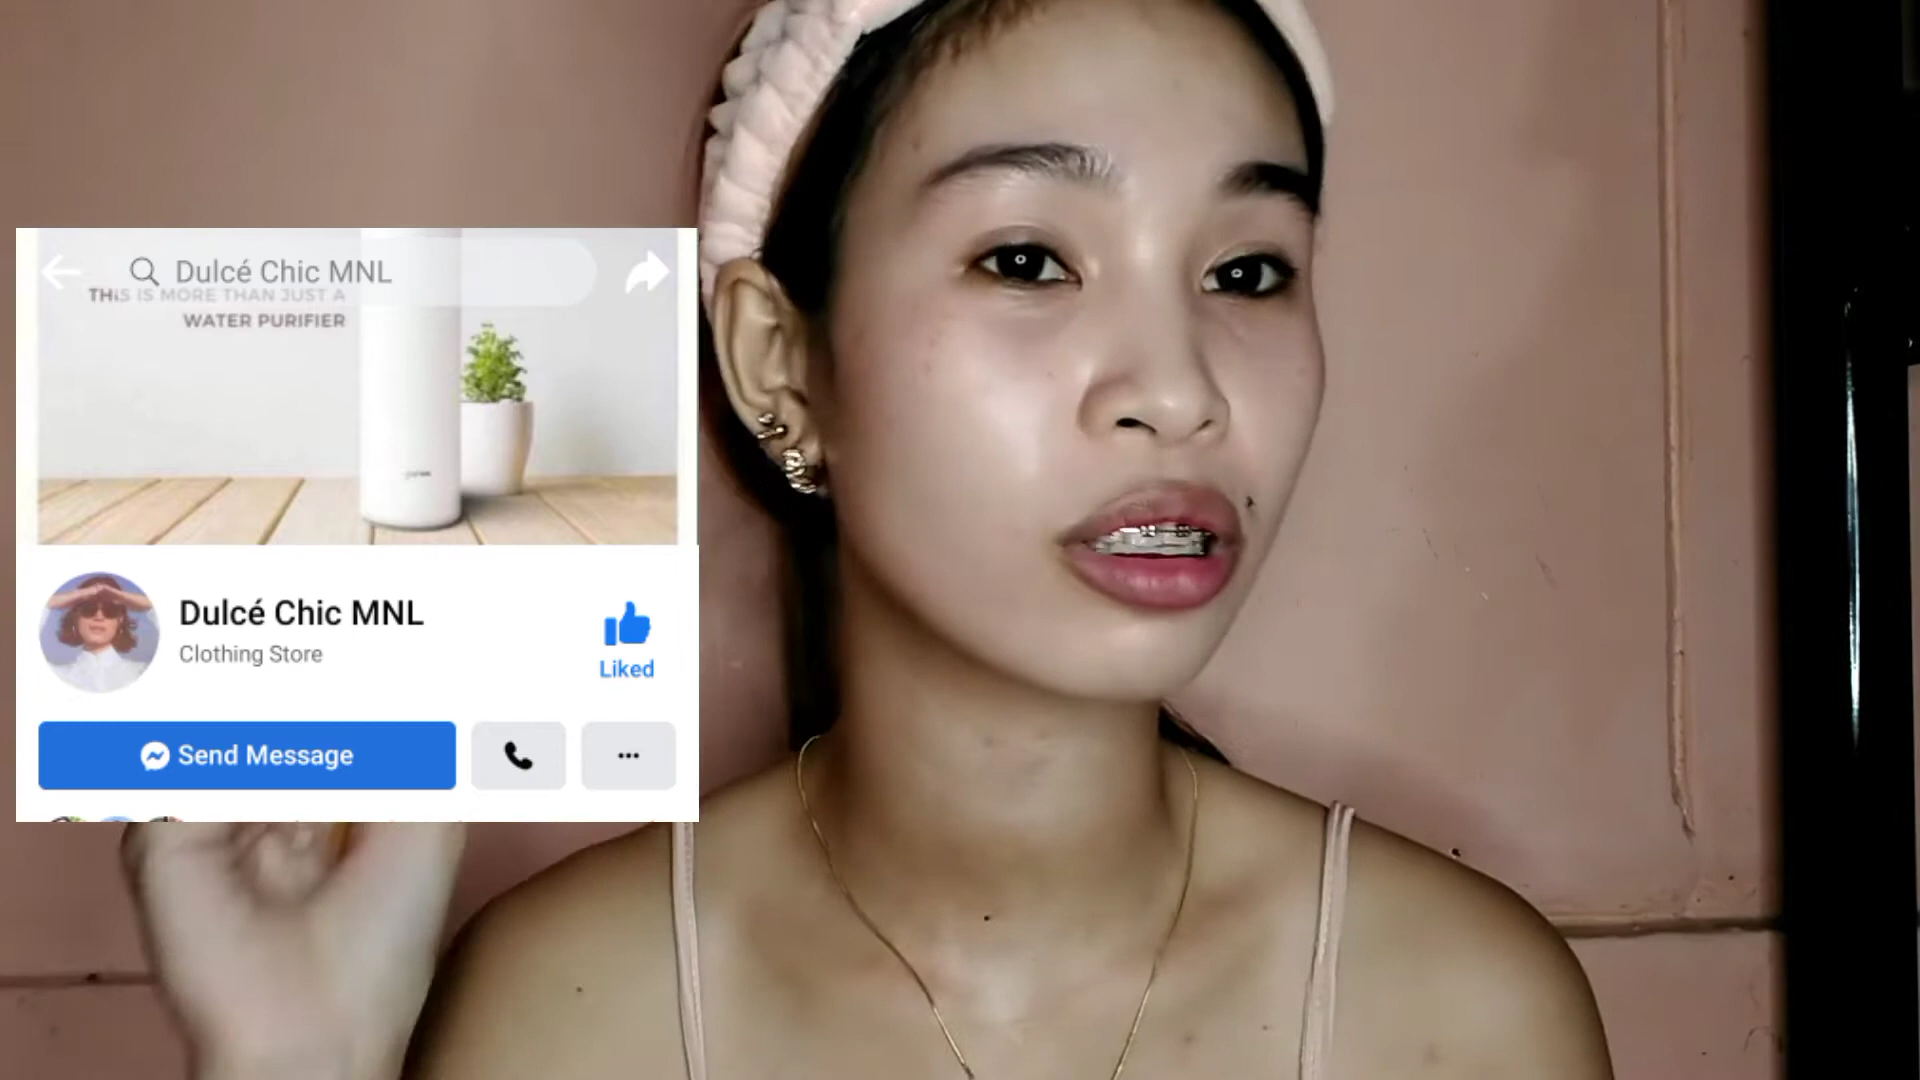 Dulcé Chic MNL
THIS IS MORE THAN JUST A
WATER PURIFIER
Dulcé Chic MNL
Clothing Store
Liked
Send Message